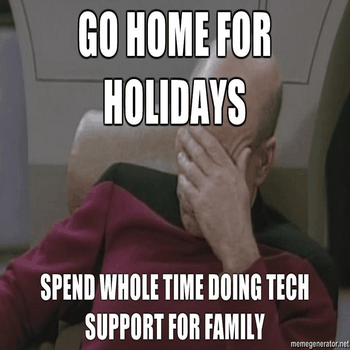 GO HOME FOR
HOLIDAYS
SPEND WHOLE TIME DOING TECH
SUPPORT FOR FAMILY
memegenerator.net